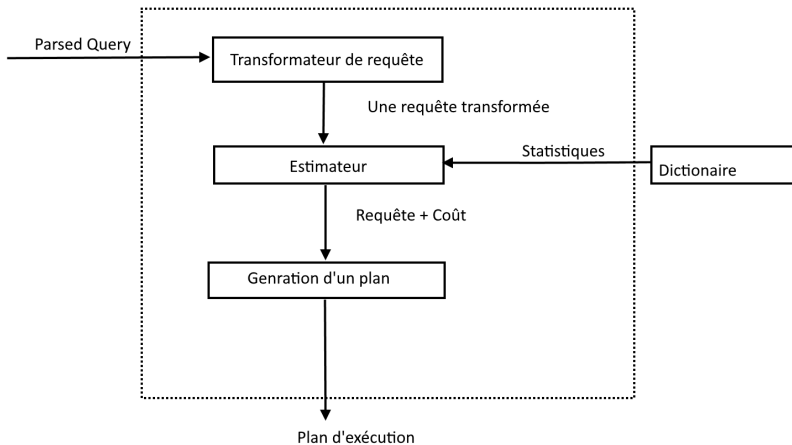 Parsed Query
Transformateur de requête
Une requête transformée
Estimateur
Statistiques
Dictionaire
Requête + Coût
Genration d'un plan
Plan d'exécution